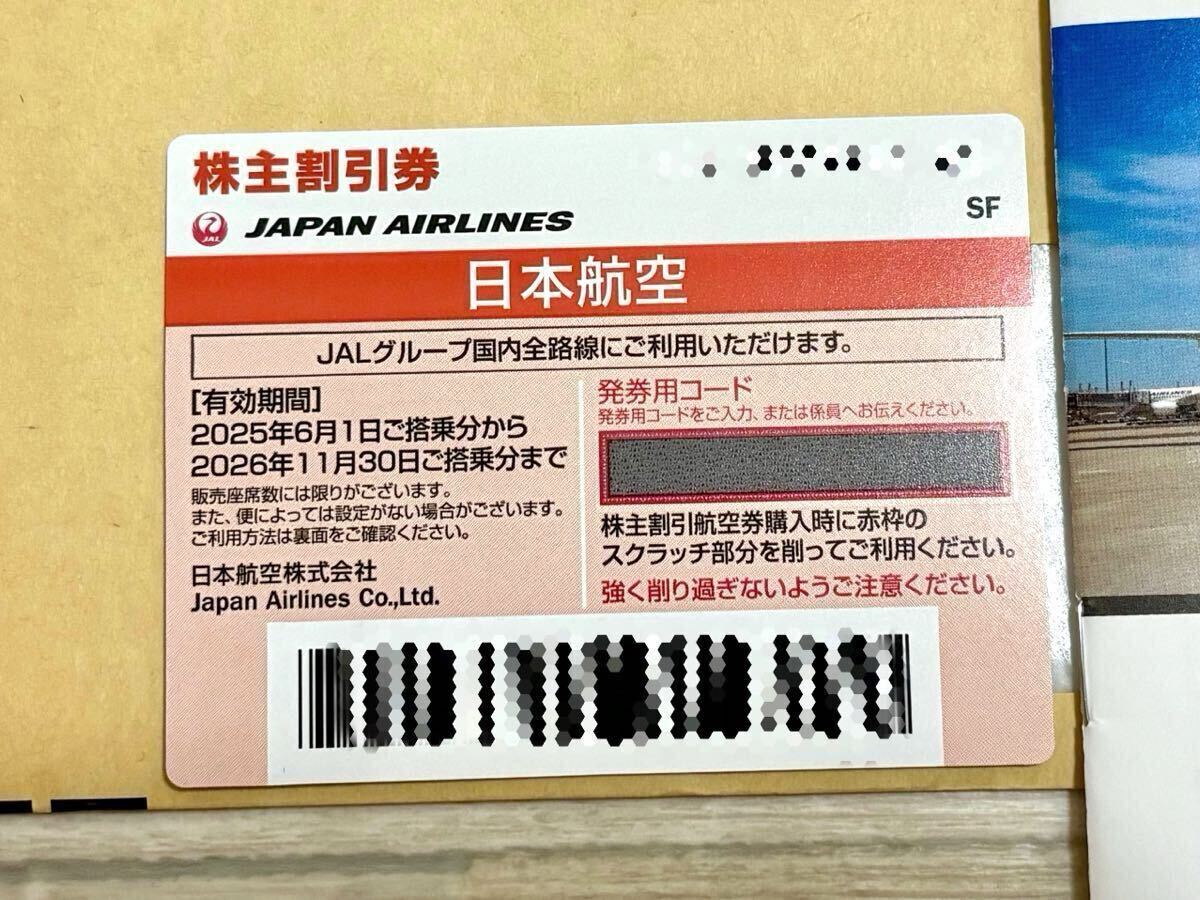 株主割引券
JAL
JAPAN AIRLINES
SF
日本航空
JALグループ国内全路線にご利用いただけます。
[有効期間]
2025年6月1日ご搭乗分から
2026年11月30日ご搭乗分まで
販売座席数には限りがございます。
また、便によっては設定がない場合がございます。
ご利用方法は裏面をご確認ください。
日本航空株式会社
Japan Airlines Co.,Ltd.
発券用コード
発券用コードをご入力、または係員へお伝えください。
株主割引航空券購入時に赤枠の
スクラッチ部分を削ってご利用ください。
強く削り過ぎないようご注意ください。